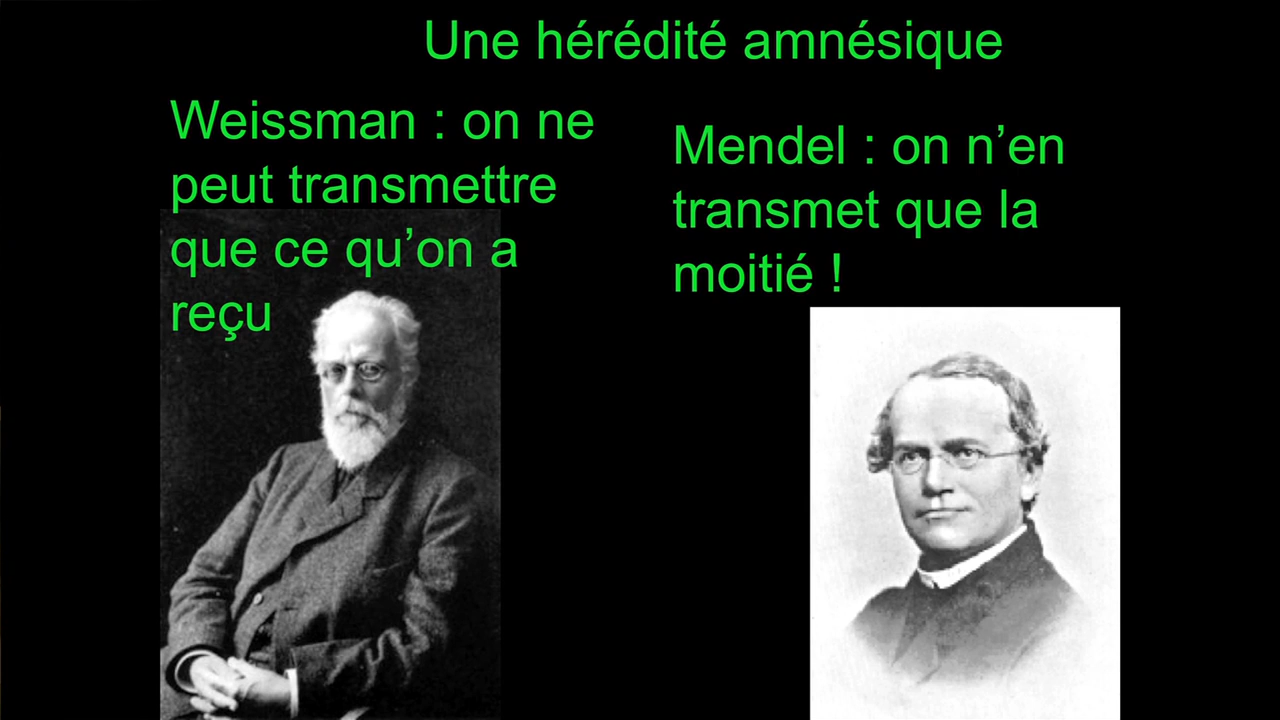 Une hérédité amnésique
Weissman : on ne
peut transmettre
que ce qu’on a
reçu
Mendel : on n’en
transmet que la
moitié !